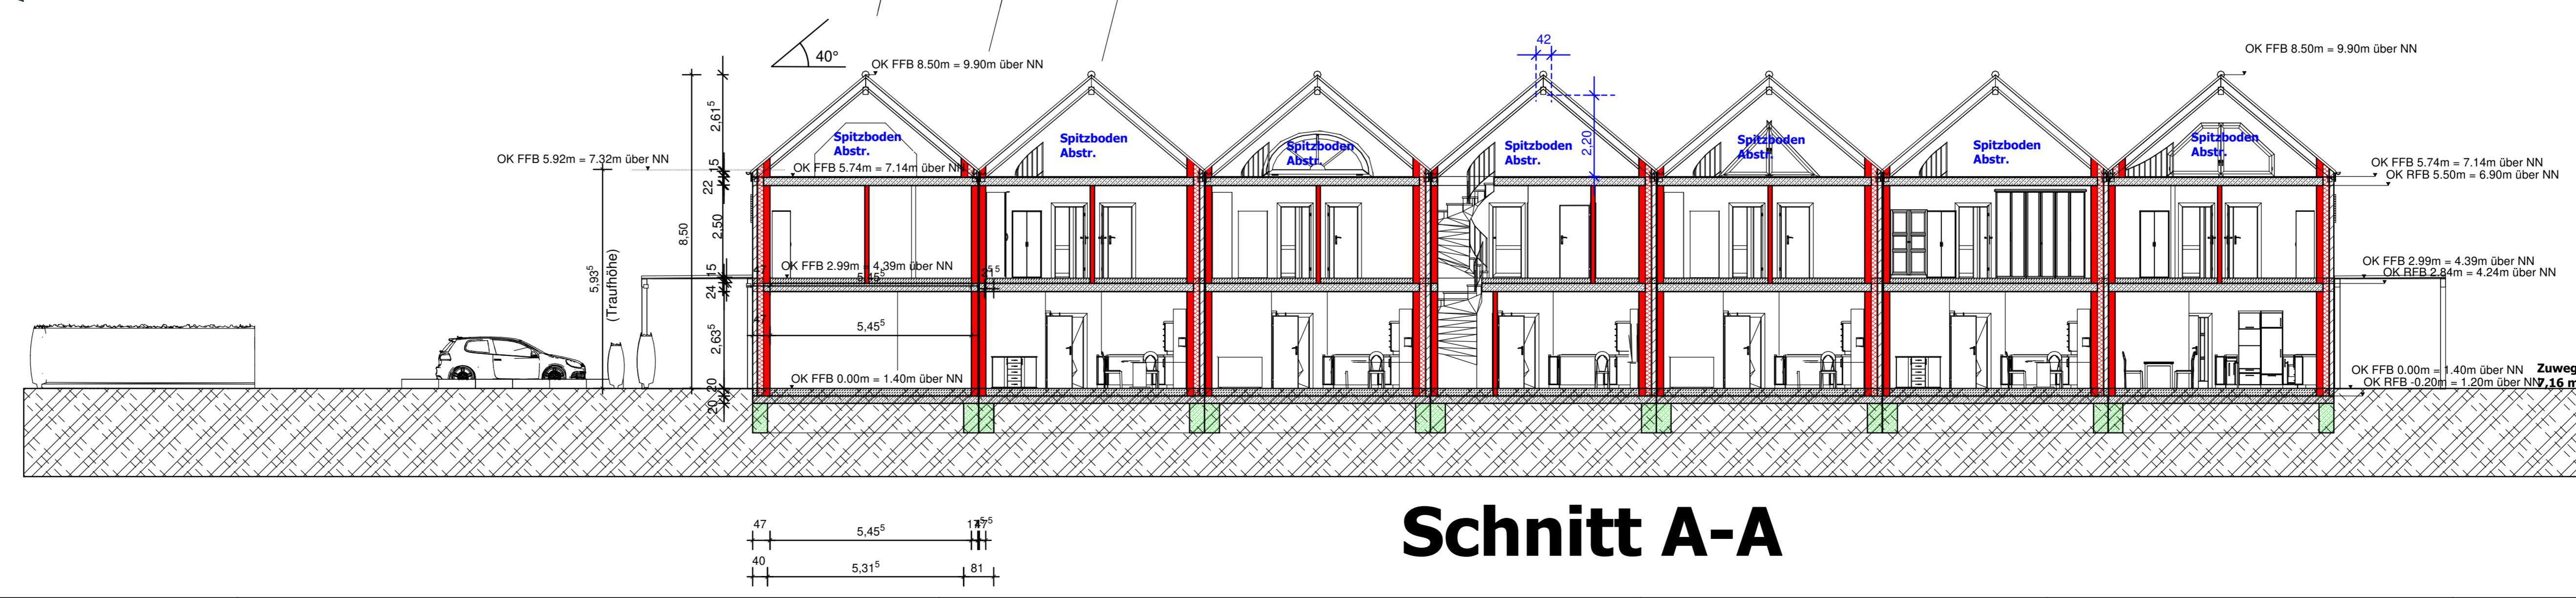 40°
OK FFB 8.50m = 9.90m über NN
42
OK FFB 8.50m = 9.90m über NN
2,61⁵
Spitzboden
Abstr.
Spitzboden
Abstr.
Spitzboden
Abstr.
Spitzboden
Abstr.
2,20
Spitzboden
Abstr.
Spitzboden
Abstr.
Spitzboden
Abstr.
OK FFB 5.92m = 7.32m über NN
OK FFB 5.74m = 7.14m über NN
OK FFB 5.74m = 7.14m über NN
OK RFB 5.50m = 6.90m über NN
15
22
8,50
2,50
5,93⁵
(Traufhöhe)
15
24
47
OK FFB 2.99m = 4.39m über NN
5,45⁵
OK FFB 2.99m = 4.39m über NN
OK RFB 2.84m = 4.24m über NN
47
5,45⁵
2,63⁵
OK FFB 0.00m = 1.40m über NN
20
20
OK FFB 0.00m = 1.40m über NN
OK RFB -0.20m = 1.20m über NN
Zuweg
7,16 m
Schnitt A-A
47
5,45⁵
40
5,31⁵
81